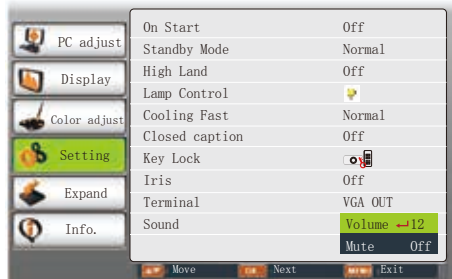 PC adjust
Display
Color adjust
Setting
Expand
Info.
On Start Off
Standby Mode Normal
High Land Off
Lamp Control
Cooling Fast Normal
Closed caption Off
Key Lock
Iris Off
Terminal VGA OUT
Sound Volume 12
Mute Off
Move Next Exit